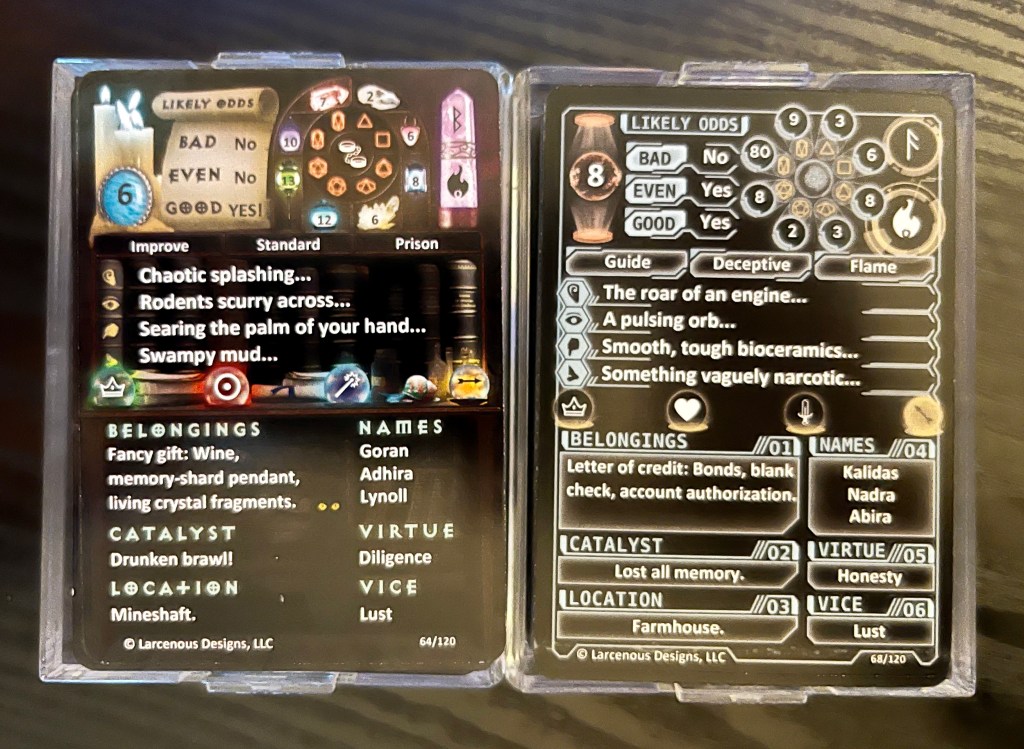 LIKELY ODDS
BAD No
EVEN No
GOOD YES!
6
7
2
10
6
13
8
12
6
Improve Standard Prison
Chaotic splashing...
Rodents scurry across...
Searing the palm of your hand...
Swampy mud...
BELONGINGS
Fancy gift: Wine,
memory-shard pendant,
living crystal fragments.
NAMES
Goran
Adhira
Lynoll
CATALYST
Drunken brawl!
VIRTUE
Diligence
LOCATION
Mineshaft.
VICE
Lust
© Larcenous Designs, LLC 64/120
8
LIKELY ODDS
BAD No
EVEN Yes
GOOD Yes
9
3
80
6
8
8
2
3
Guide Deceptive Flame
The roar of an engine...
A pulsing orb...
Smooth, tough bioceramics...
Something vaguely narcotic...
BELONGINGS //01
Letter of credit: Bonds, blank
check, account authorization.
NAMES //04
Kalidas
Nadra
Abira
CATALYST //02
Lost all memory.
VIRTUE //05
Honesty
LOCATION //03
Farmhouse.
VICE //06
Lust
© Larcenous Designs, LLC 68/120